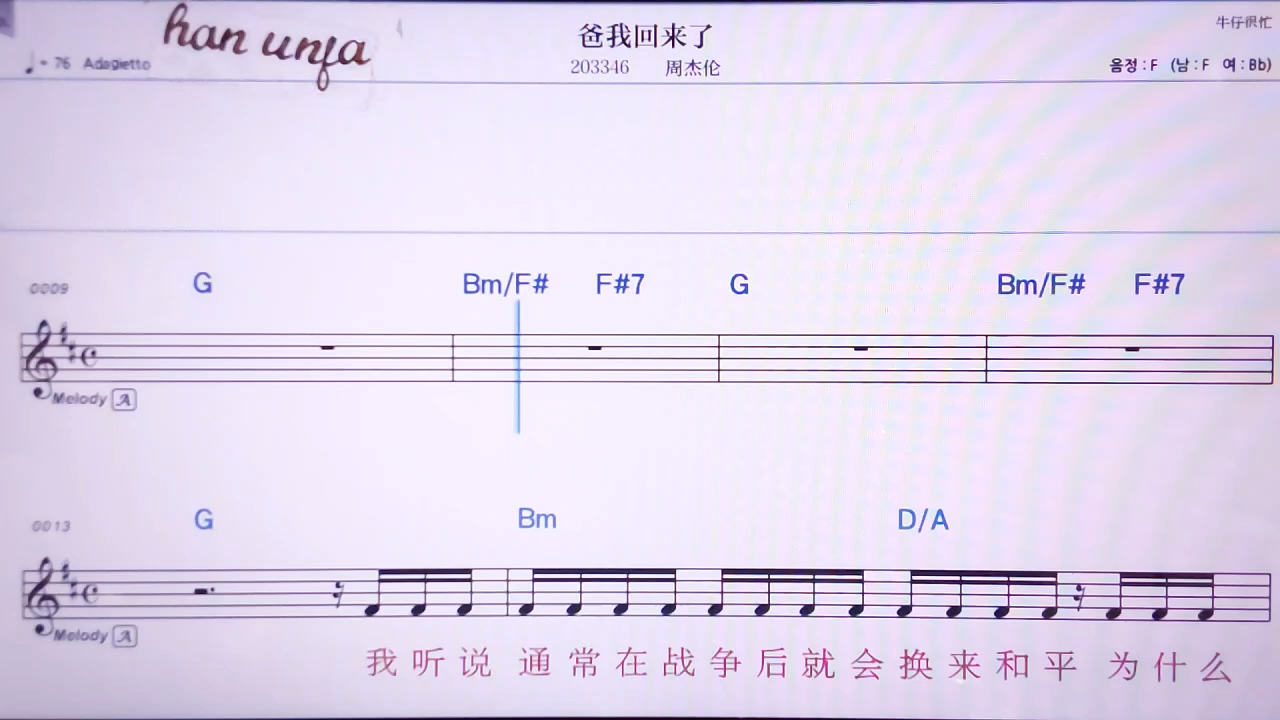 han unfa
爸我回来了
牛仔很忙
= 76 Adagietto
203346 周杰伦
음정 : F (남 : F 여 : Bb)
0009 G Bm/F# F#7 G Bm/F# F#7
Melody A
0013 G Bm D/A
Melody A
我听说 通常在战争后就会换来和平 为什么